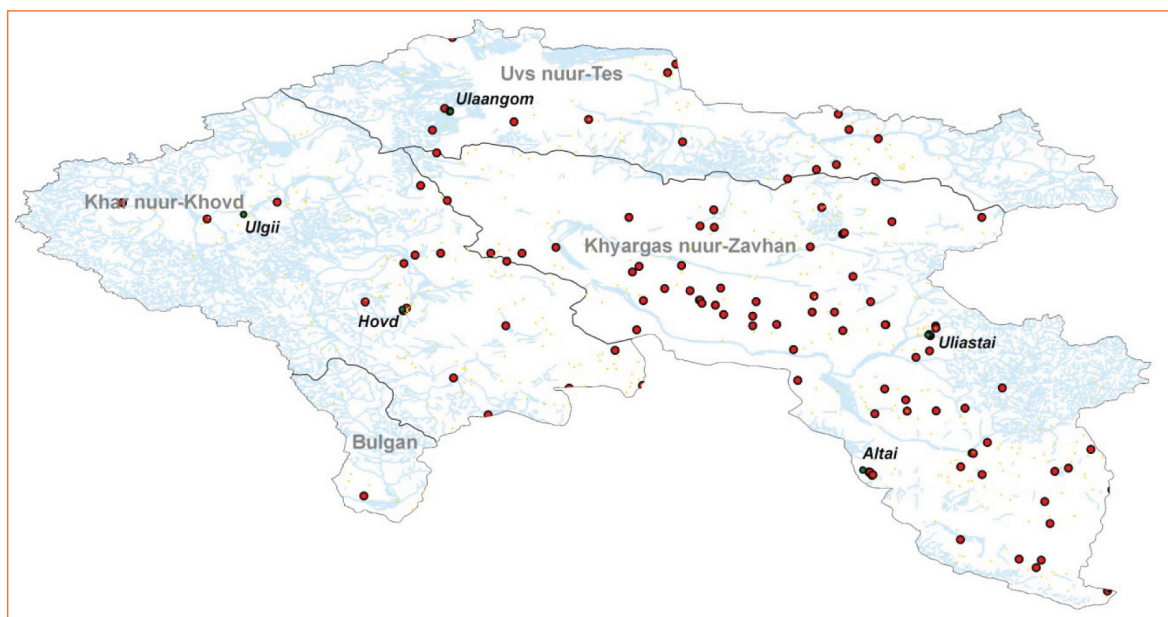 Uvs nuur-Tes
Ulaangom
Khar nuur-Khovd
Ulgii
Khyargas nuur-Zavhan
Hovd
Uliastai
Bulgan
Altai